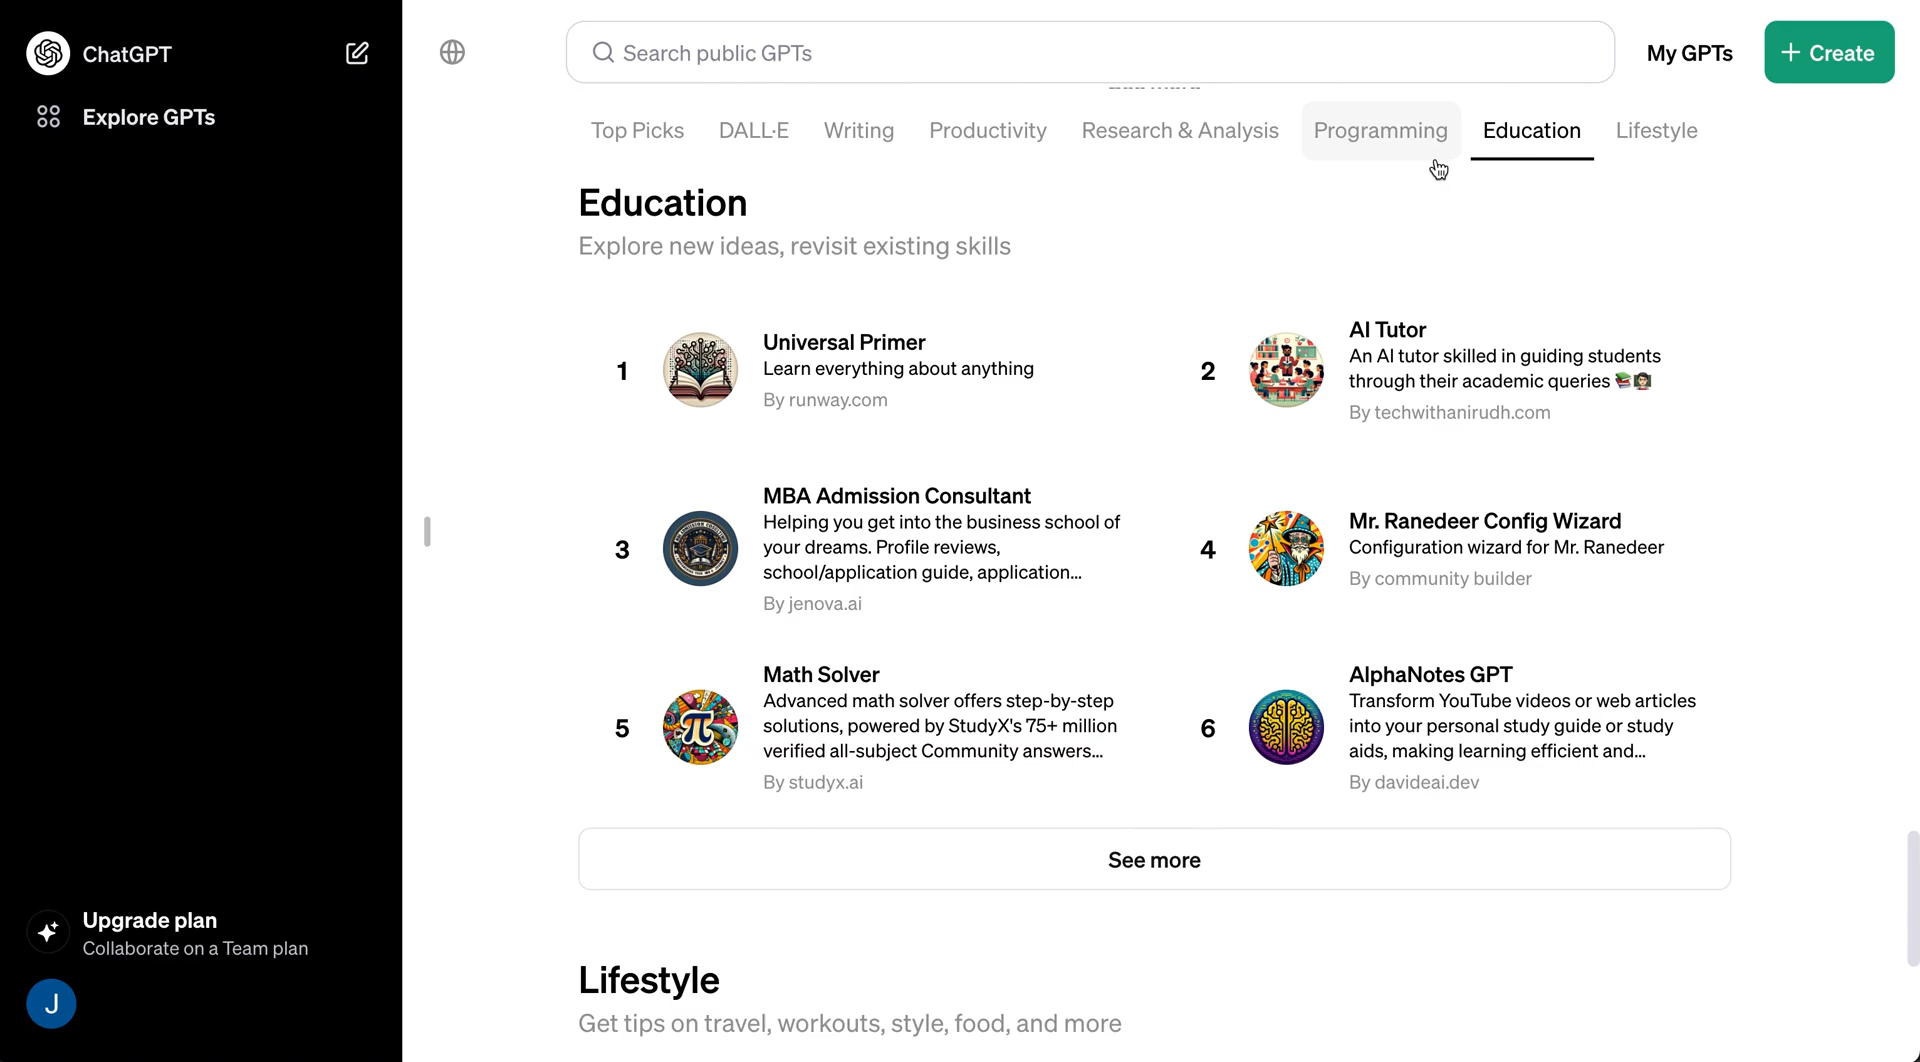 ChatGPT
Explore GPTs
Search public GPTs
My GPTs
+ Create
Top Picks
DALL·E
Writing
Productivity
Research & Analysis
Programming
Education
Lifestyle
Education
Explore new ideas, revisit existing skills
1
Universal Primer
Learn everything about anything
By runway.com
2
AI Tutor
An AI tutor skilled in guiding students
through their academic queries 📚👩🏻‍🏫
By techwithanirudh.com
3
MBA Admission Consultant
Helping you get into the business school of
your dreams. Profile reviews,
school/application guide, application...
By jenova.ai
4
Mr. Ranedeer Config Wizard
Configuration wizard for Mr. Ranedeer
By community builder
5
Math Solver
Advanced math solver offers step-by-step
solutions, powered by StudyX's 75+ million
verified all-subject Community answers...
By studyx.ai
6
AlphaNotes GPT
Transform YouTube videos or web articles
into your personal study guide or study
aids, making learning efficient and...
By davideai.dev
See more
Lifestyle
Get tips on travel, workouts, style, food, and more
Upgrade plan
Collaborate on a Team plan
J